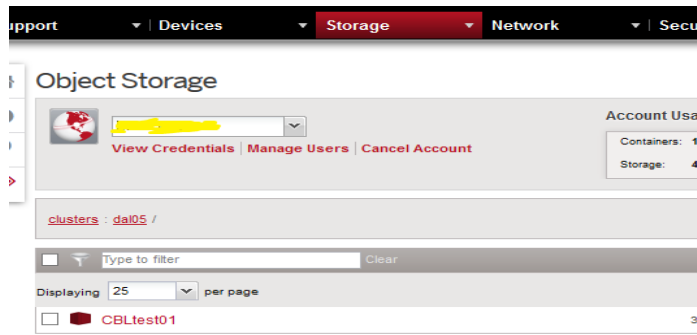 upport Devices Storage Network Secu
Object Storage
Account Usa
View Credentials | Manage Users | Cancel Account
Containers: 1
Storage: 4
clusters : dal05 /
Type to filter Clear
Displaying 25 per page
CBLtest01 3